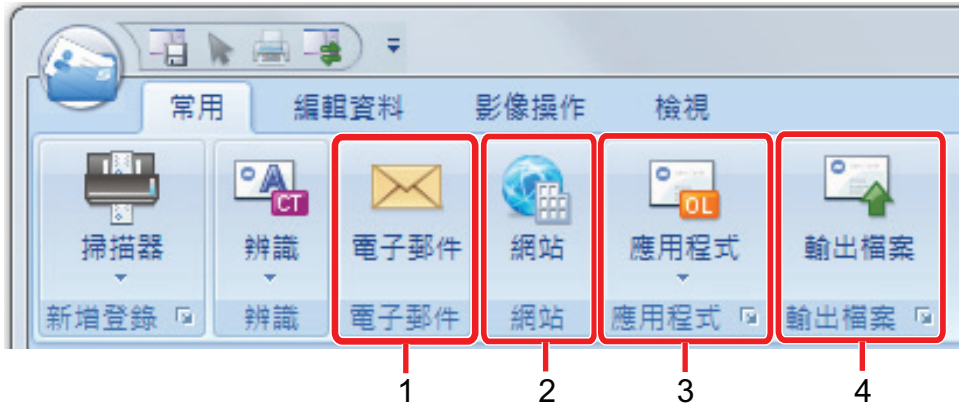 常用 編輯資料 影像操作 檢視
CT OL
掃描器 辨識 電子郵件 網站 應用程式 輸出檔案
新增登錄 辨識 電子郵件 網站 應用程式 輸出檔案
1 2 3 4